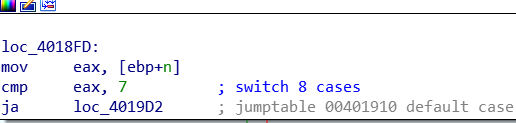 loc_4018FD:
mov     eax, [ebp+n]
cmp     eax, 7          ; switch 8 cases
ja      loc_4019D2      ; jumptable 00401910 default case